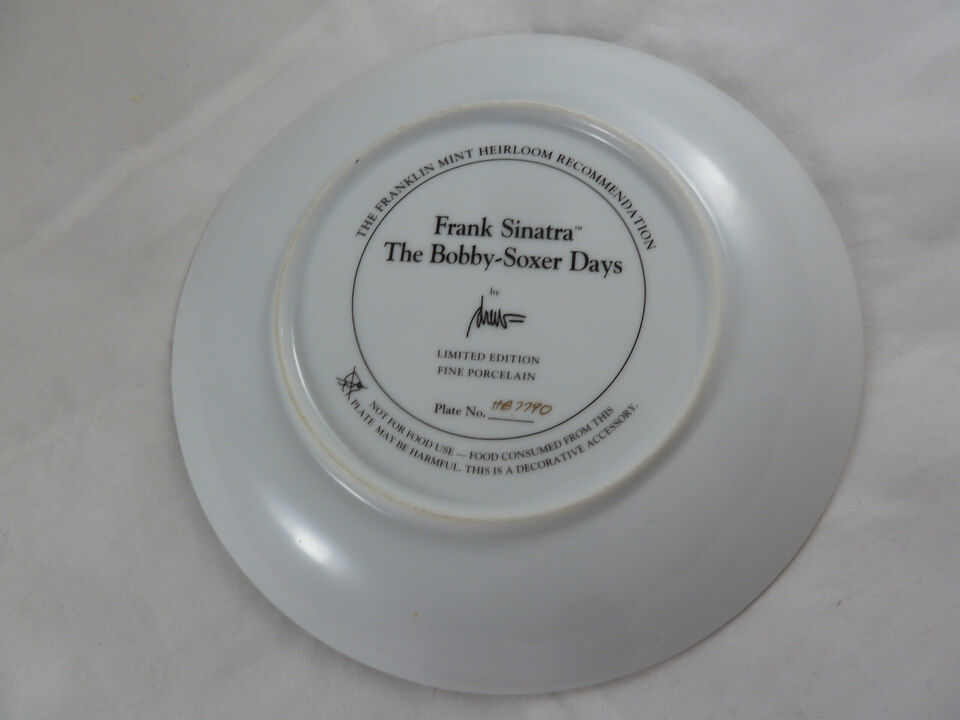 THE FRANKLIN MINT HEIRLOOM RECOMMENDATION
Frank Sinatra™
The Bobby-Soxer Days
by
LIMITED EDITION
FINE PORCELAIN
Plate No. HB7790
NOT FOR FOOD USE — FOOD CONSUMED FROM THIS
PLATE MAY BE HARMFUL. THIS IS A DECORATIVE ACCESSORY.